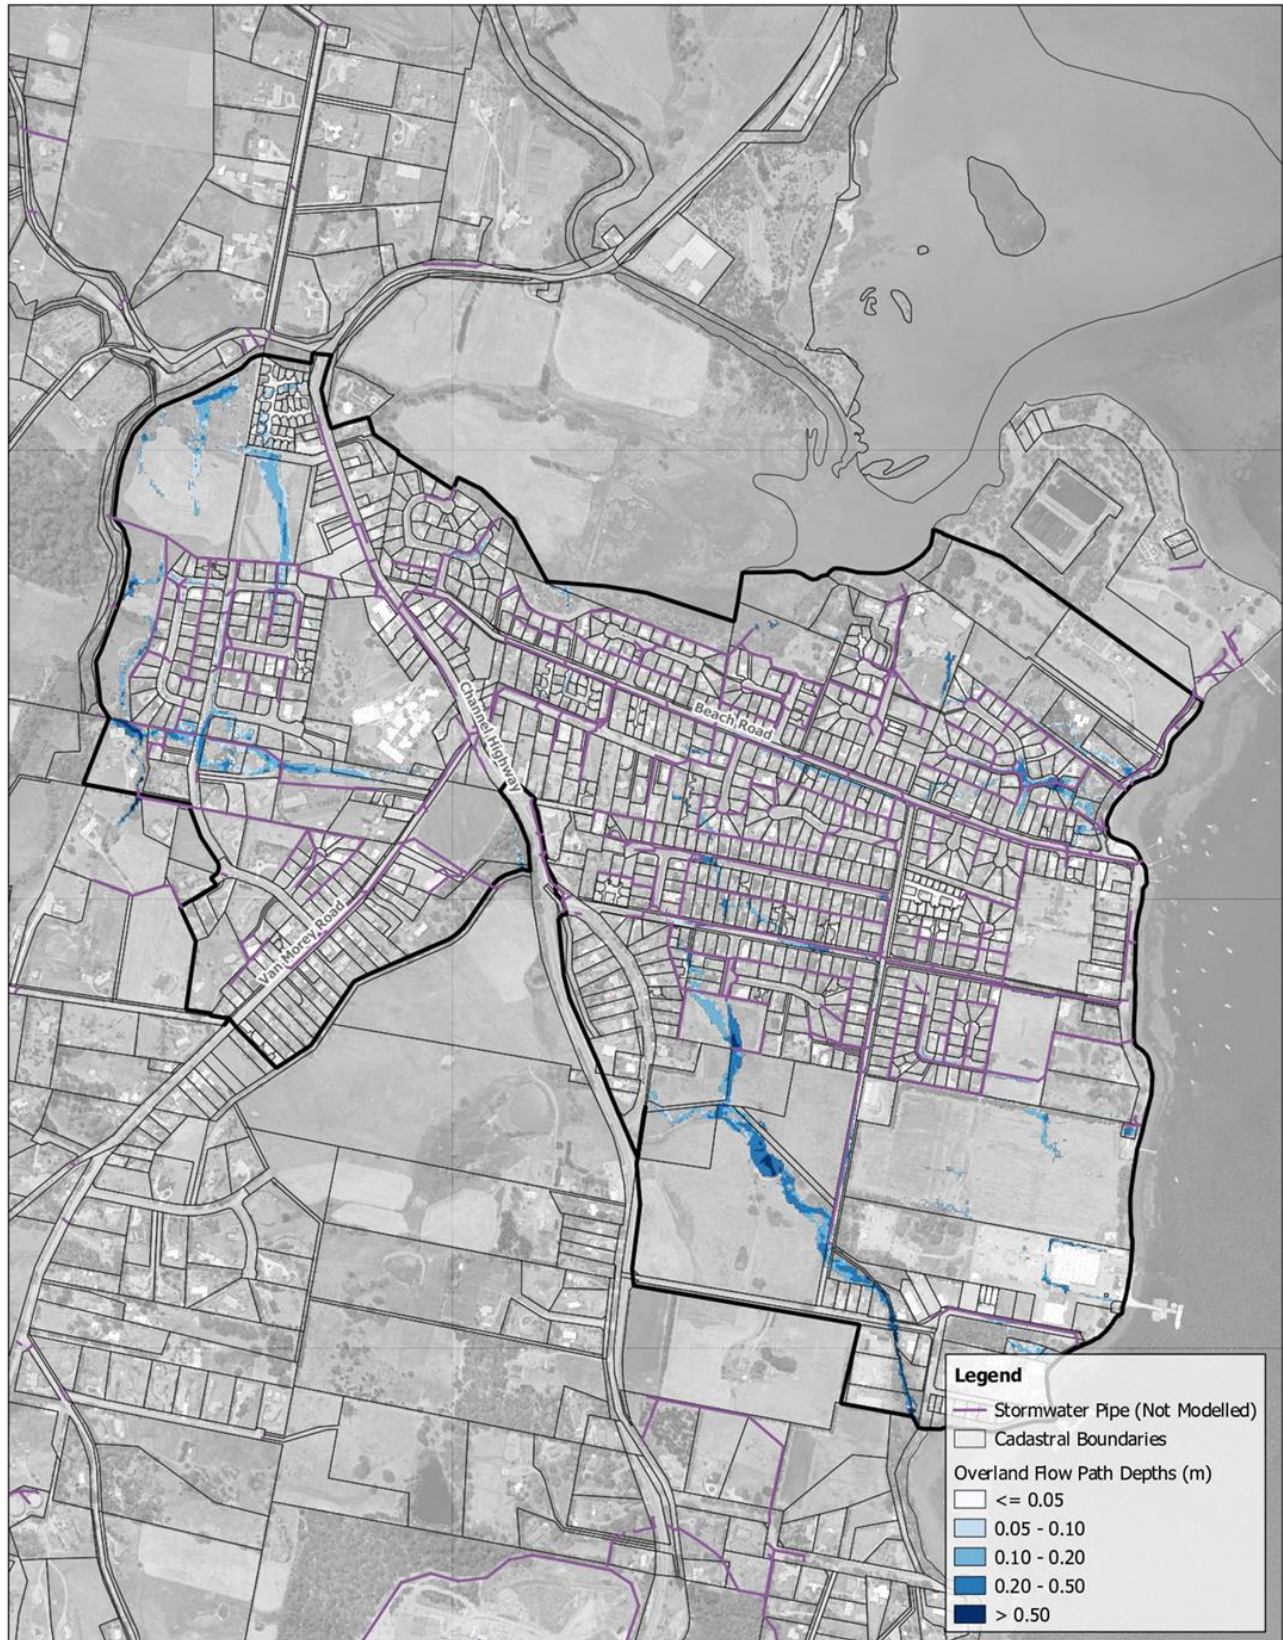 Channel Highway
Beach Road
Van Morey Road
Legend
Stormwater Pipe (Not Modelled)
Cadastral Boundaries
Overland Flow Path Depths (m)
<= 0.05
0.05 - 0.10
0.10 - 0.20
0.20 - 0.50
> 0.50